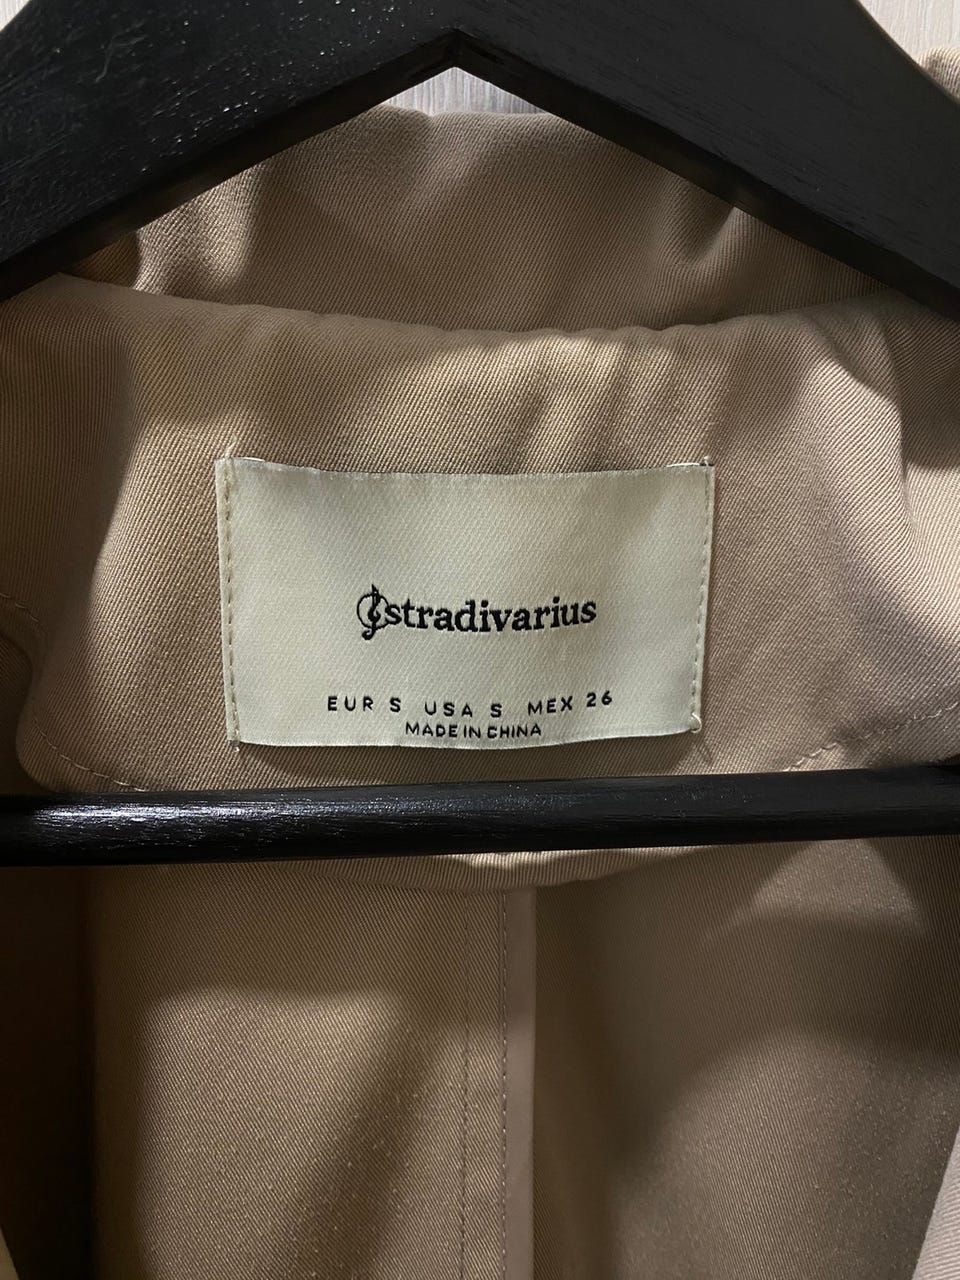 stradivarius
EUR S USA S MEX 26
MADE IN CHINA